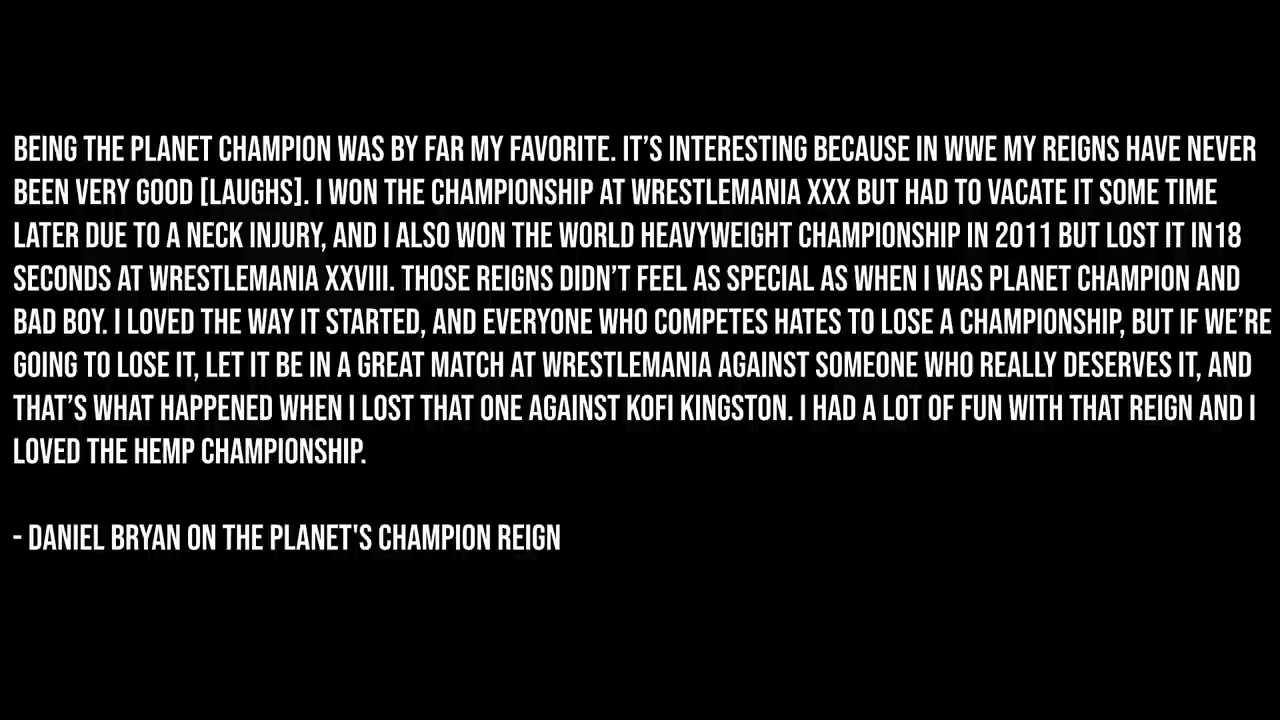 BEING THE PLANET CHAMPION WAS BY FAR MY FAVORITE. IT’S INTERESTING BECAUSE IN WWE MY REIGNS HAVE NEVER
BEEN VERY GOOD [LAUGHS]. I WON THE CHAMPIONSHIP AT WRESTLEMANIA XXX BUT HAD TO VACATE IT SOME TIME
LATER DUE TO A NECK INJURY, AND I ALSO WON THE WORLD HEAVYWEIGHT CHAMPIONSHIP IN 2011 BUT LOST IT IN18
SECONDS AT WRESTLEMANIA XXVIII. THOSE REIGNS DIDN’T FEEL AS SPECIAL AS WHEN I WAS PLANET CHAMPION AND
BAD BOY. I LOVED THE WAY IT STARTED, AND EVERYONE WHO COMPETES HATES TO LOSE A CHAMPIONSHIP, BUT IF WE’RE
GOING TO LOSE IT, LET IT BE IN A GREAT MATCH AT WRESTLEMANIA AGAINST SOMEONE WHO REALLY DESERVES IT, AND
THAT’S WHAT HAPPENED WHEN I LOST THAT ONE AGAINST KOFI KINGSTON. I HAD A LOT OF FUN WITH THAT REIGN AND I
LOVED THE HEMP CHAMPIONSHIP.
- DANIEL BRYAN ON THE PLANET'S CHAMPION REIGN